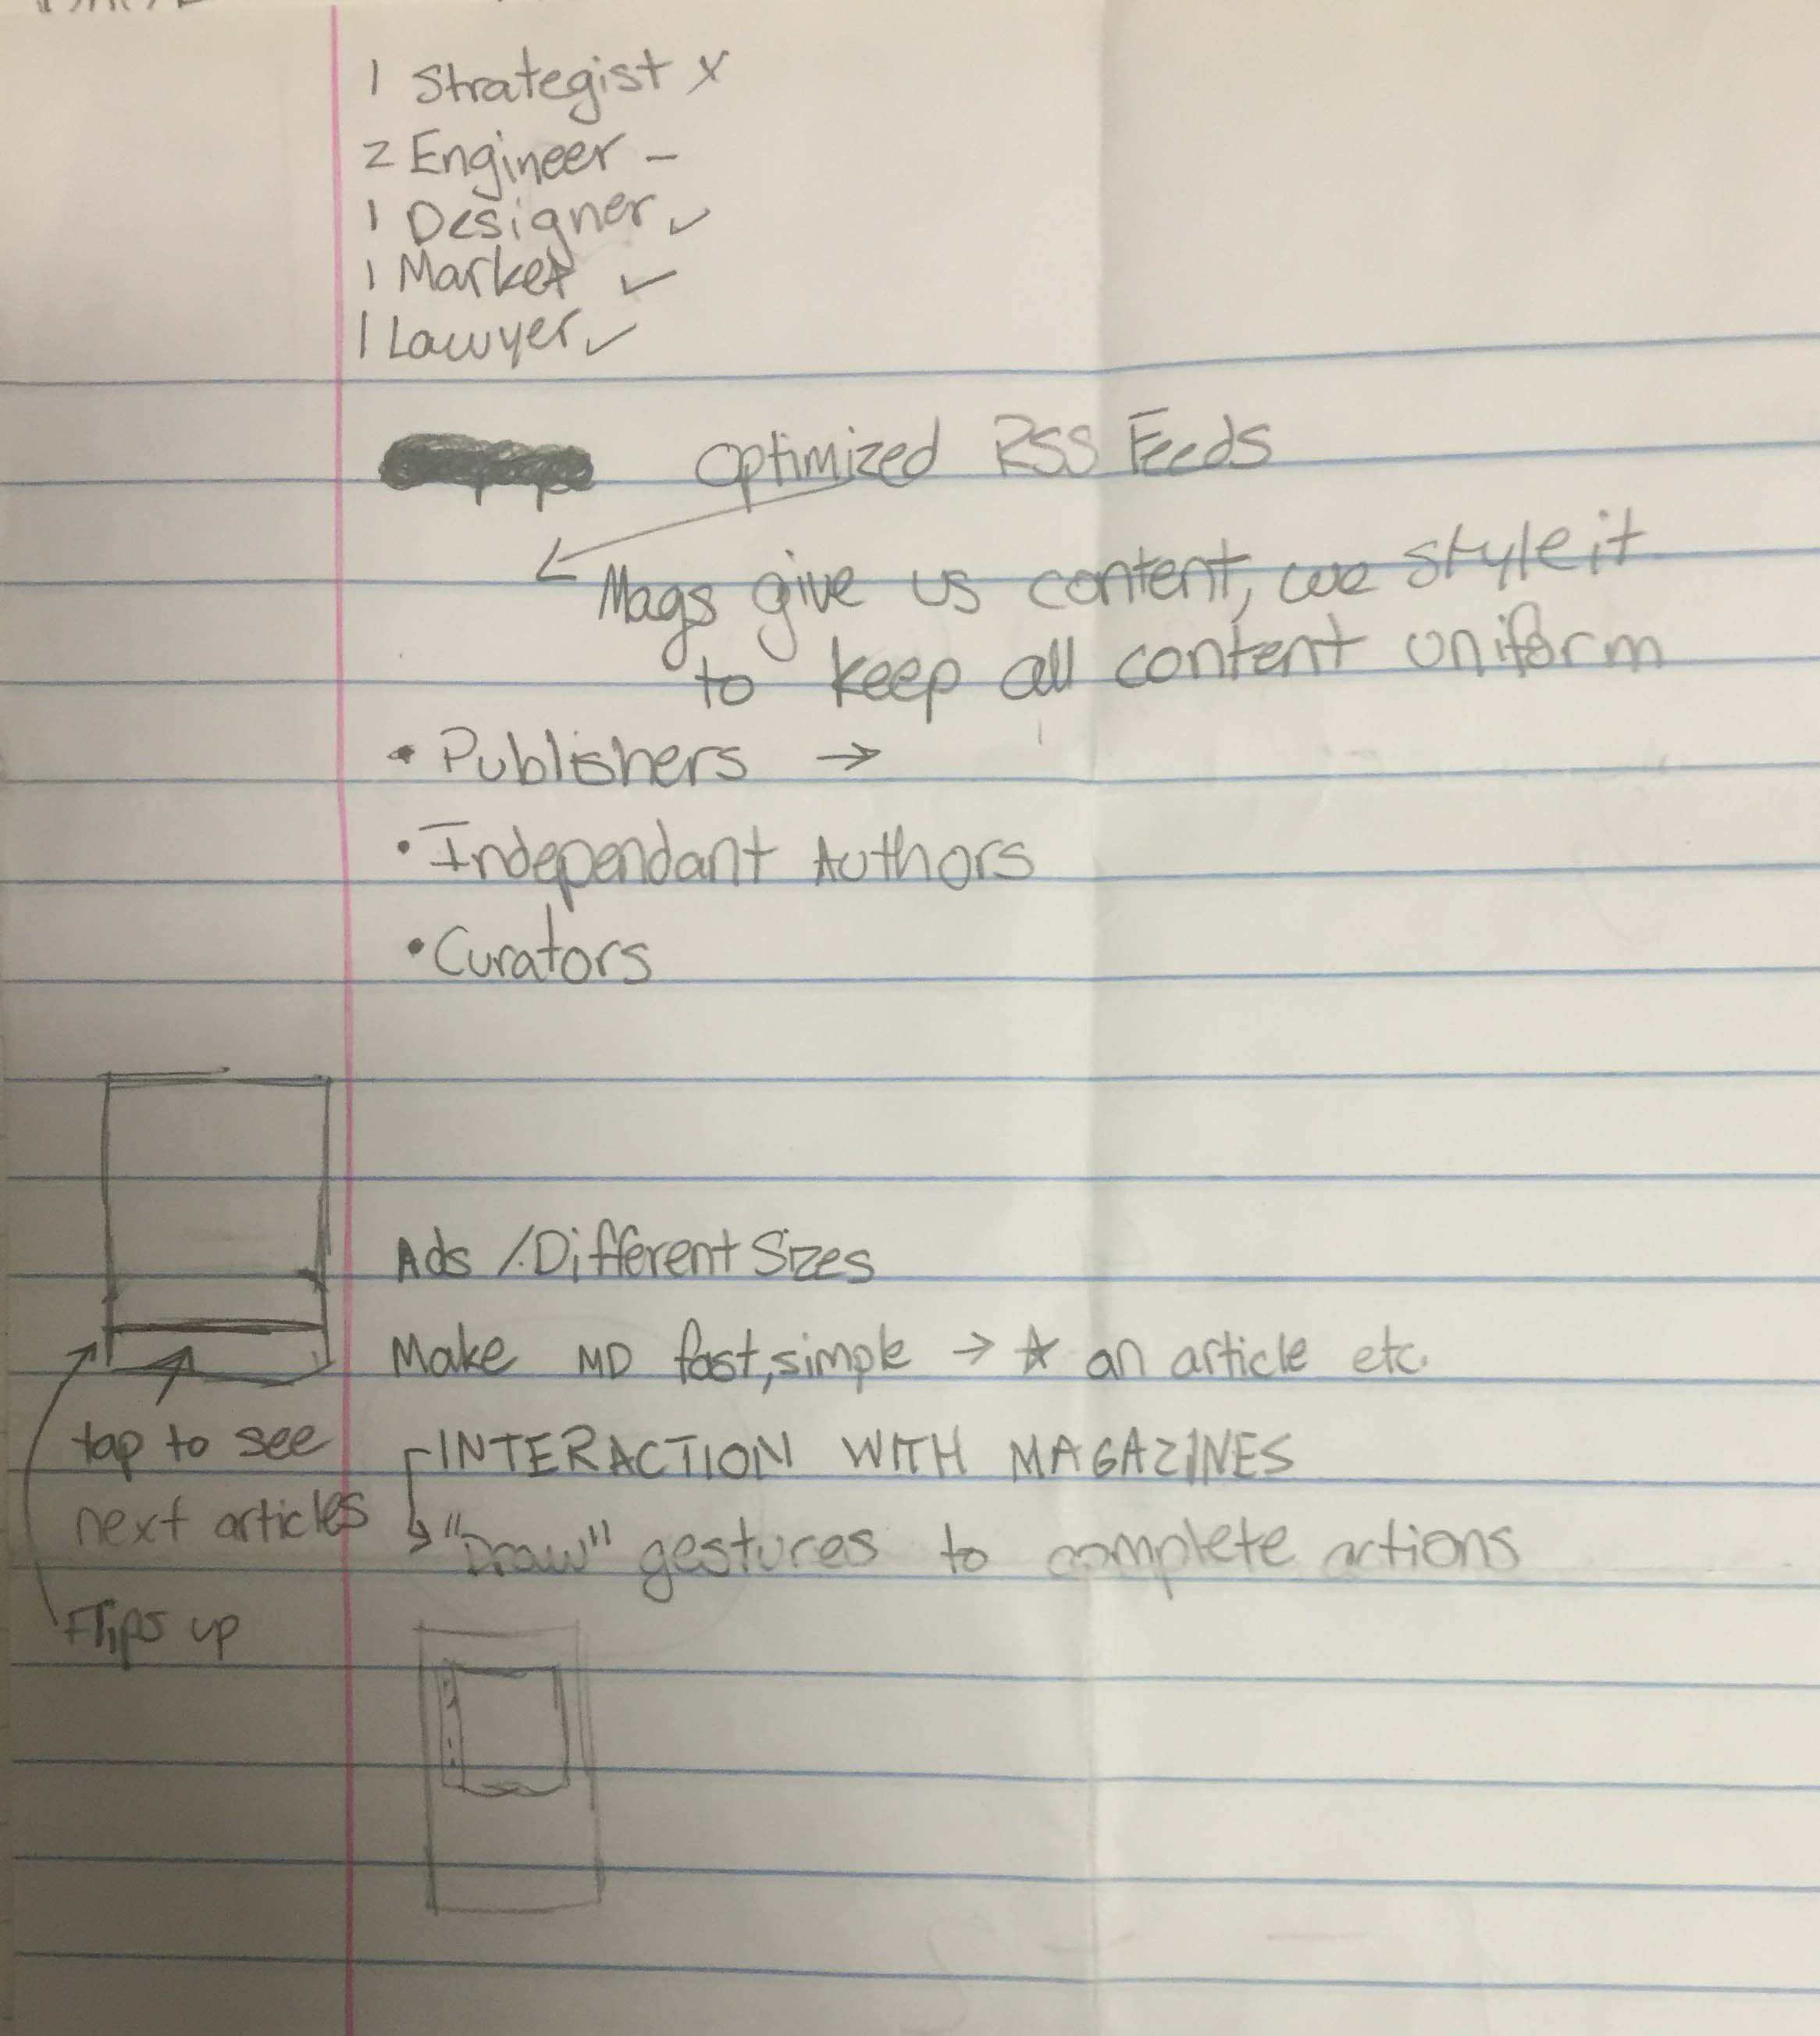 1 Strategist x
2 Engineer –
1 Designer ✓
1 Market ✓
1 Lawyer ✓
Optimized RSS Feeds
Mags give us content, we style it
to keep all content uniform
• Publishers →
• Independant Authors
• Curators
Ads /Different Sizes
Make MD fast, simple → ☆ an article etc.
tap to see
next articles
Flips up
INTERACTION WITH MAGAZINES
"Draw" gestures to complete actions